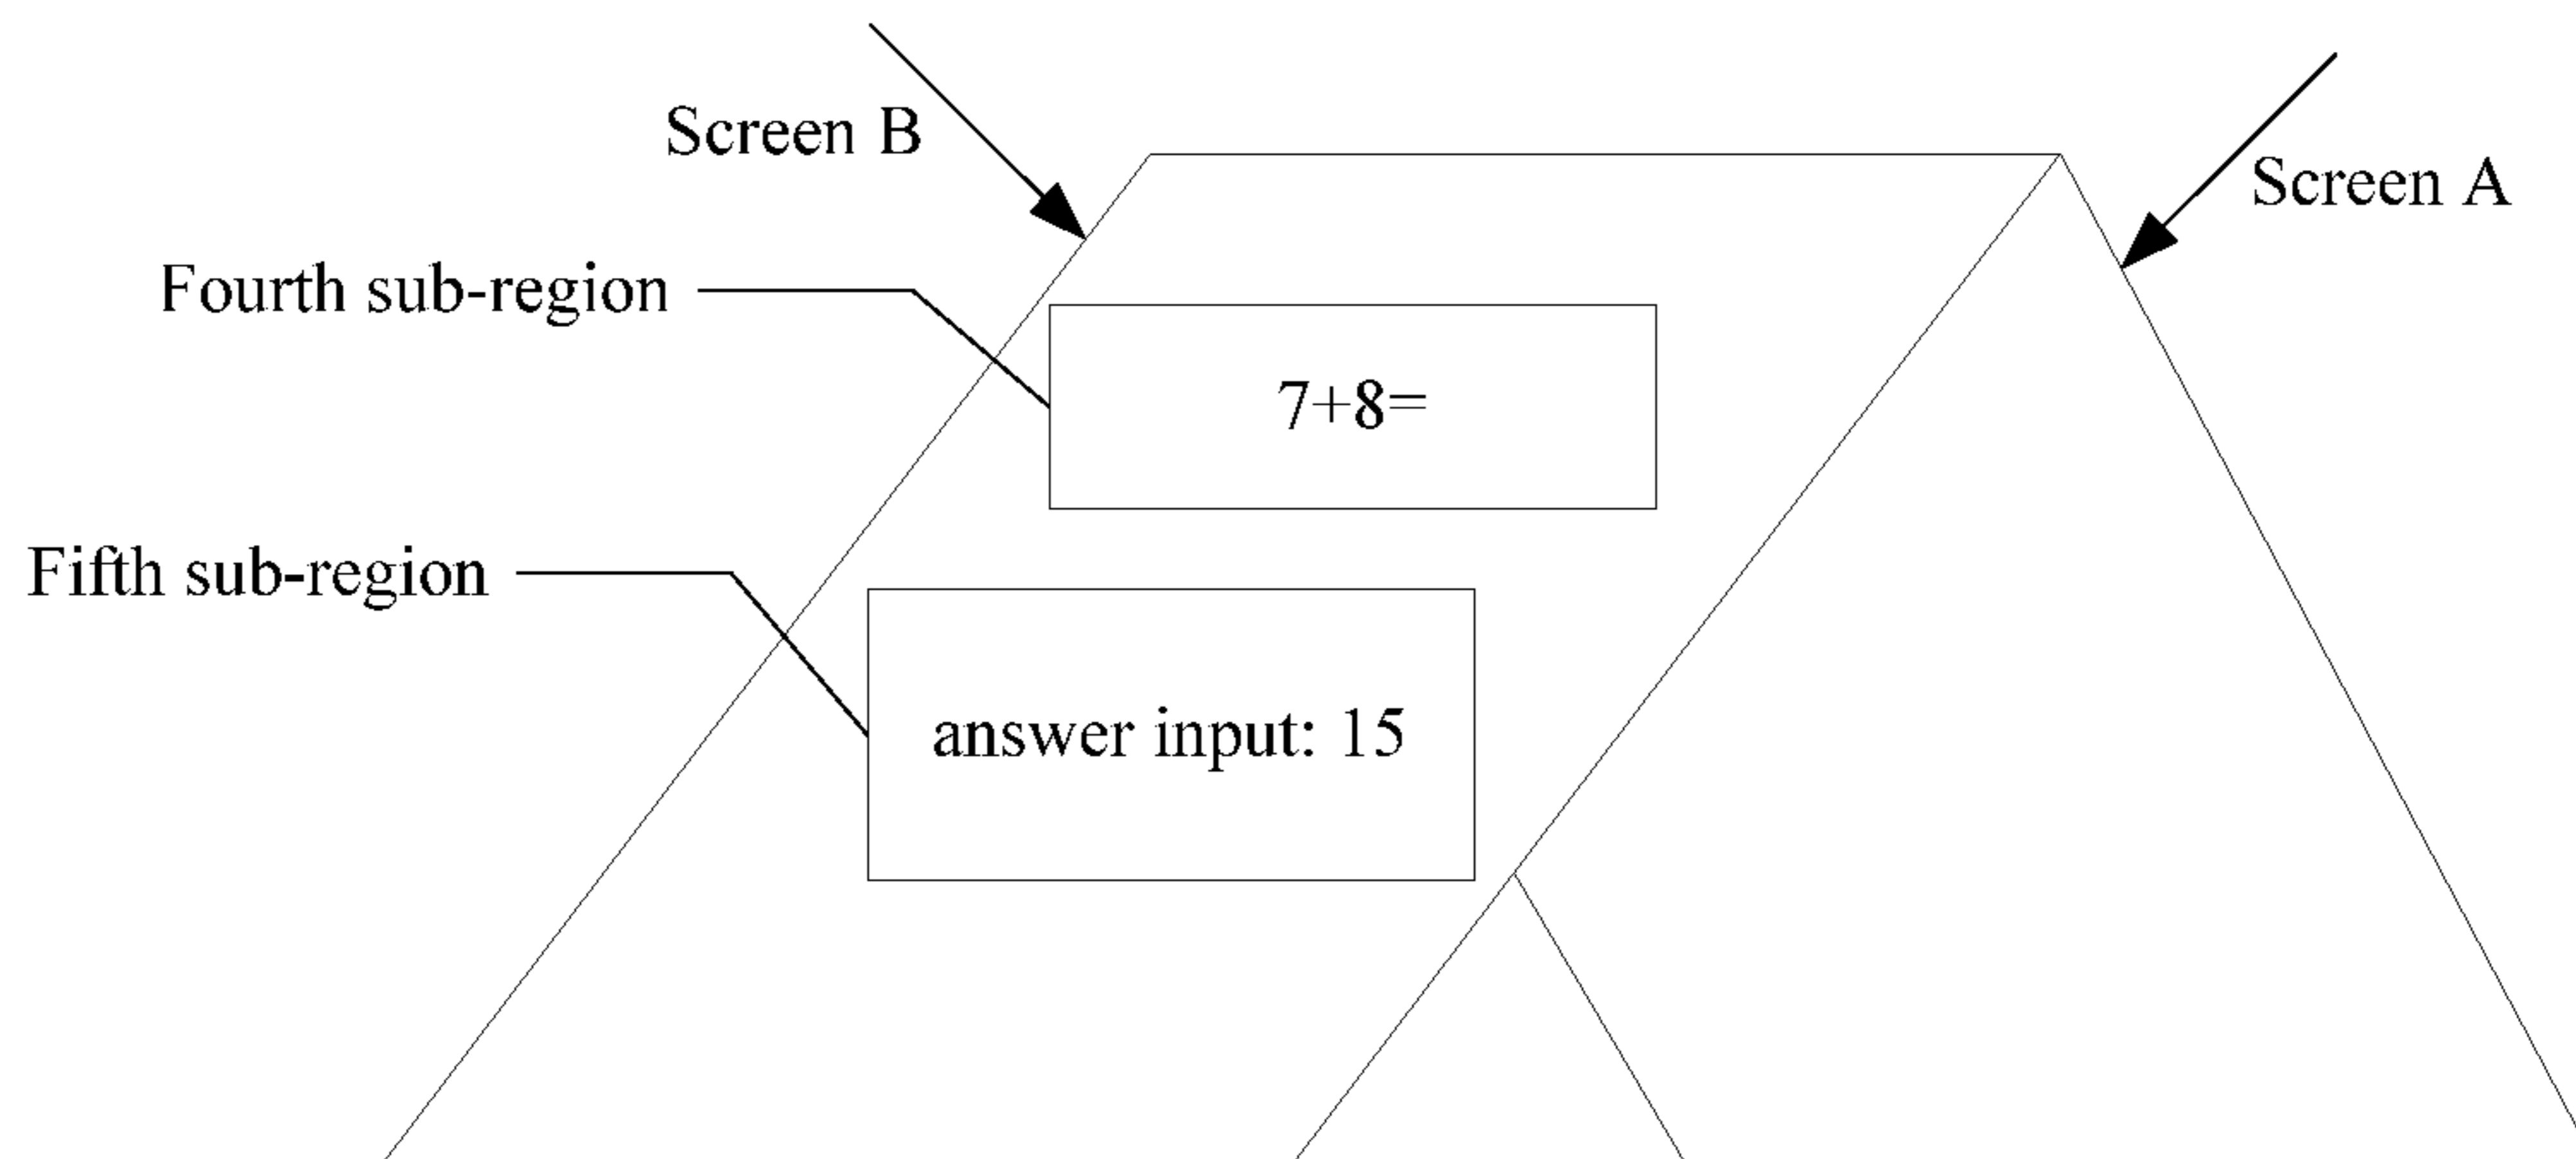 Screen B
Screen A
Fourth sub-region
7+8=
Fifth sub-region
answer input: 15